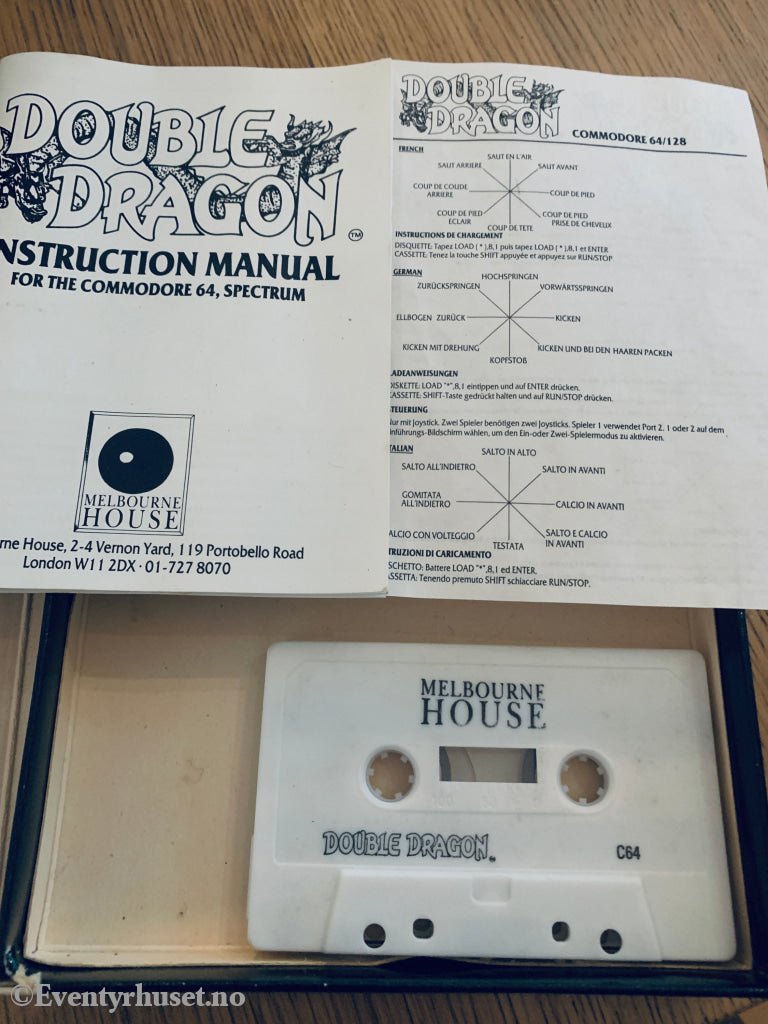 DOUBLE
DRAGON
TM
INSTRUCTION MANUAL
FOR THE COMMODORE 64, SPECTRUM
MELBOURNE
HOUSE
House, 2-4 Vernon Yard, 119 Portobello Road
London W11 2DX · 01-727 8070
DOUBLE
DRAGON
COMMODORE 64/128
FRENCH
SAUT EN L'AIR
SAUT ARRIERE
SAUT AVANT
COUP DE COUDE
ARRIERE
COUP DE PIED
COUP DE PIED
ECLAIR
COUP DE PIED
PRISE DE CHEVEUX
COUP DE TETE
INSTRUCTIONS DE CHARGEMENT
DISQUETTE: Tapez LOAD ( * ),8,1 puis tapez LOAD ( * ),8,1 et ENTER
CASSETTE: Tenez la touche SHIFT appuyée et appuyez sur RUN/STOP
GERMAN
HOCHSPRINGEN
ZURÜCKSPRINGEN
VORWÄRTSSPRINGEN
ELLBOGEN ZURÜCK
KICKEN
KICKEN MIT DREHUNG
KICKEN UND BEI DEN HAAREN PACKEN
KOPFSTOß
LADEANWEISUNGEN
DISKETTE: LOAD "*",8,1 eintippen und auf ENTER drücken.
CASSETTE: SHIFT-Taste gedrückt halten und auf RUN/STOP drücken.
STEUERUNG
Nur mit Joystick. Zwei Spieler benötigen zwei Joysticks. Spieler 1 verwendet Port 2. 1 oder 2 auf dem
Einführungs-Bildschirm wählen, um den Ein-oder Zwei-Spielermodus zu aktivieren.
ITALIAN
SALTO IN ALTO
SALTO ALL'INDIETRO
SALTO IN AVANTI
GOMITATA
ALL'INDIETRO
CALCIO IN AVANTI
CALCIO CON VOLTEGGIO
SALTO E CALCIO
IN AVANTI
TESTATA
ISTRUZIONI DI CARICAMENTO
DISCHETTO: Battere LOAD "*",8,1 ed ENTER.
CASSETTA: Tenendo premuto SHIFT schiacciare RUN/STOP.
MELBOURNE
HOUSE
DOUBLE DRAGON
C64
©Eventyrhuset.no